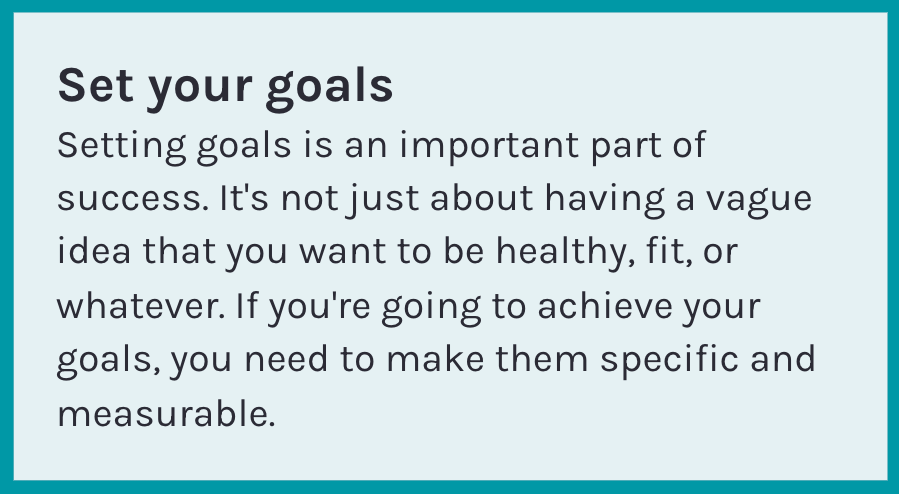 Set your goals
Setting goals is an important part of
success. It's not just about having a vague
idea that you want to be healthy, fit, or
whatever. If you're going to achieve your
goals, you need to make them specific and
measurable.